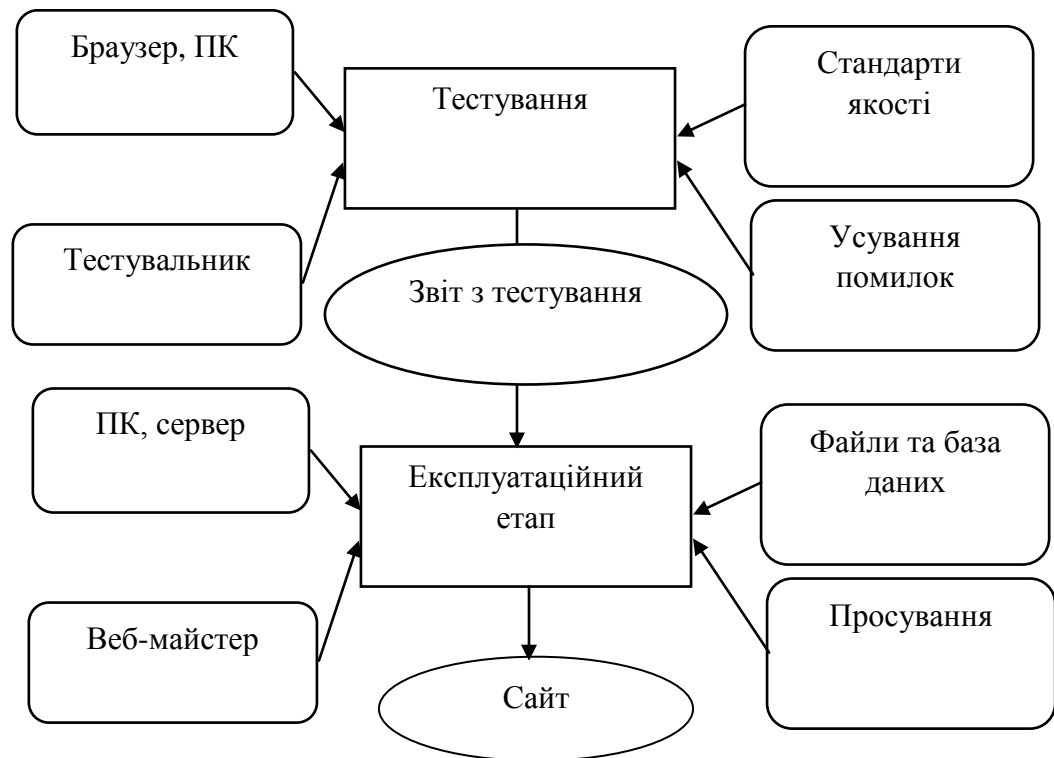 Браузер, ПК
Тестування
Стандарти
якості
Тестувальник
Звіт з тестування
Усування
помилок
ПК, сервер
Експлуатаційний
етап
Файли та база
даних
Веб-майстер
Сайт
Просування